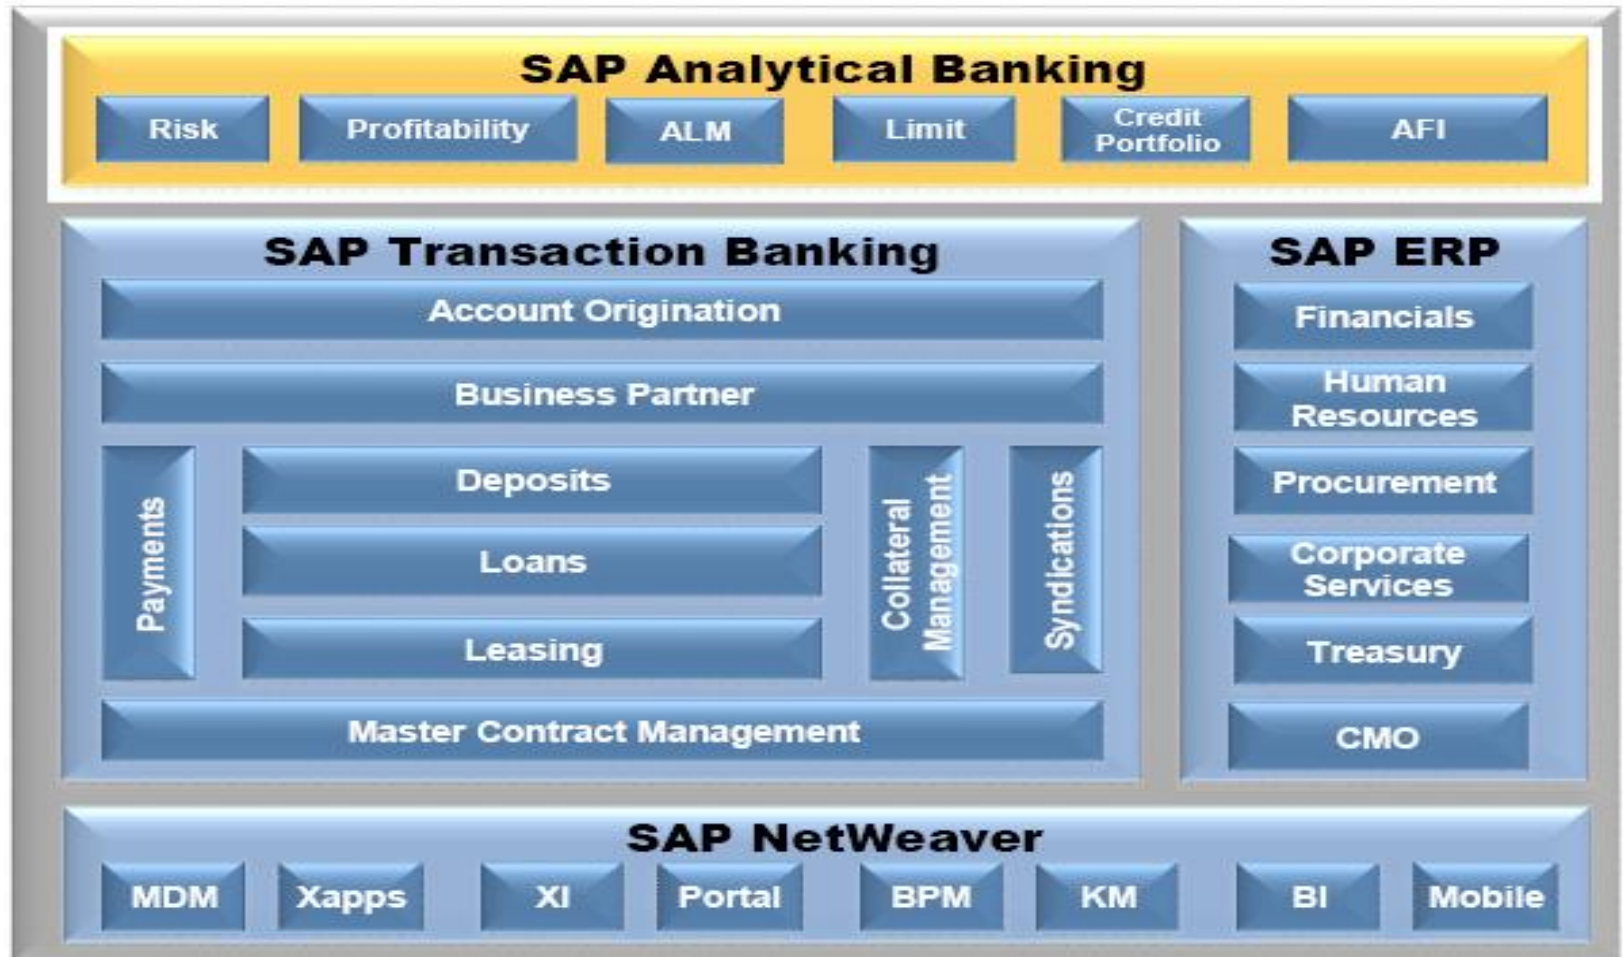 SAP Analytical Banking
Risk
Profitability
ALM
Limit
Credit
Portfolio
AFI
SAP Transaction Banking
Account Origination
Business Partner
Payments
Deposits
Loans
Leasing
Collateral
Management
Syndications
Master Contract Management
SAP ERP
Financials
Human
Resources
Procurement
Corporate
Services
Treasury
CMO
SAP NetWeaver
MDM
Xapps
XI
Portal
BPM
KM
BI
Mobile